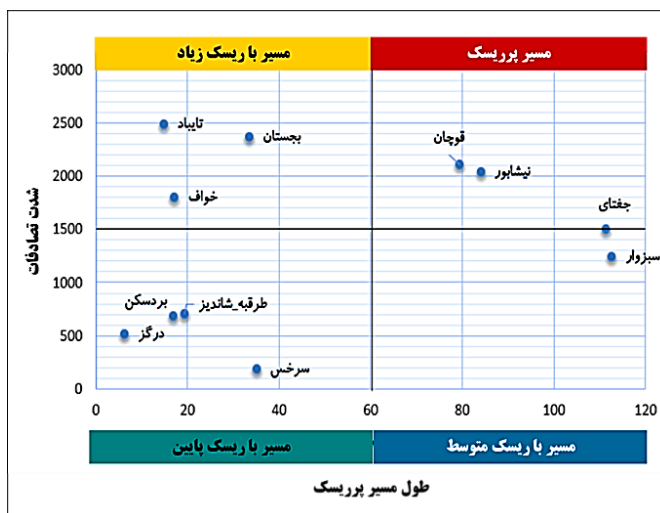 مسیر با ریسک زیاد
مسیر پرریسک
3000
2500
2000
1500
1000
500
0
شدت تصادفات
تایباد
بجستان
خواف
قوچان
نیشابور
جغتای
سبزوار
بردسکن
طرقبه_شاندیز
درگز
سرخس
0 20 40 60 80 100 120
مسیر با ریسک پایین
مسیر با ریسک متوسط
طول مسیر پرریسک